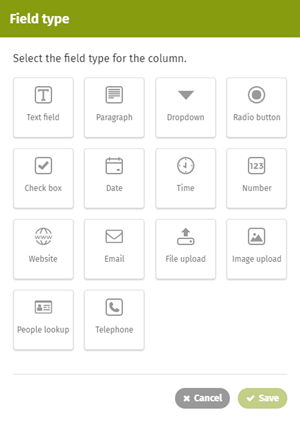 Field type
Select the field type for the column.
Text field
Paragraph
Dropdown
Radio button
Check box
Date
Time
123
Number
www
Website
Email
File upload
Image upload
People lookup
Telephone
Cancel
Save